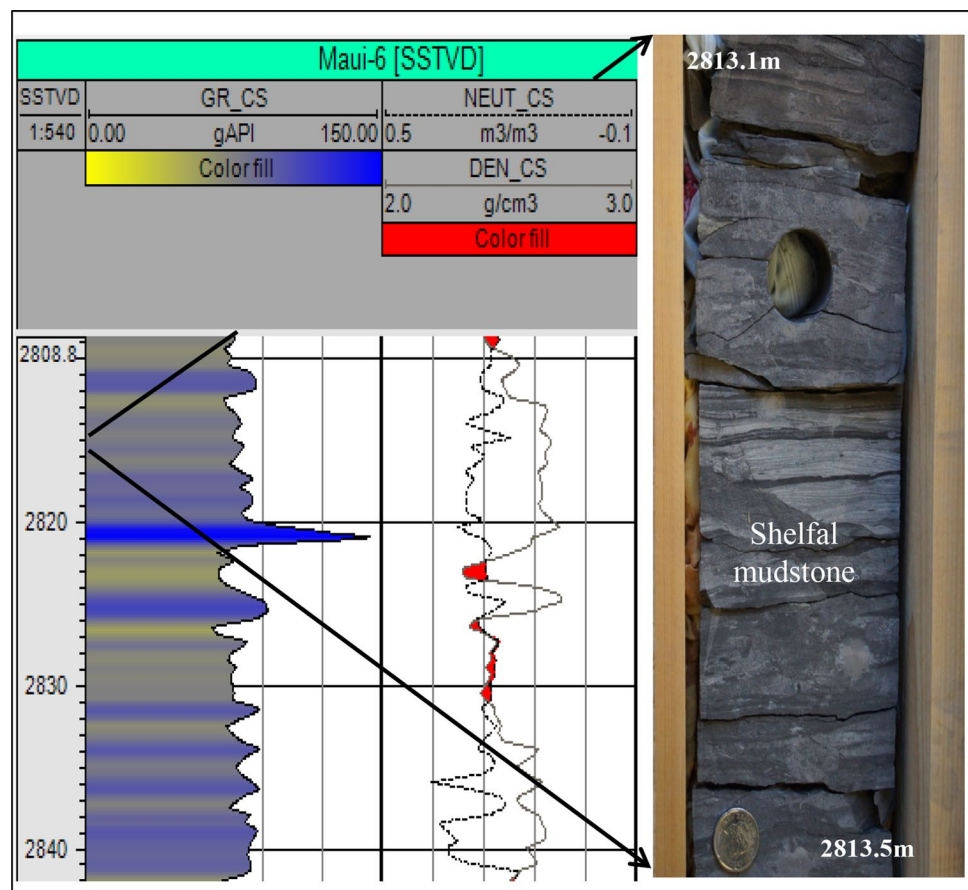 Maui-6 [SSTVD]
SSTVD GR_CS NEUT_CS
1:540 0.00 gAPI 150.00 0.5 m3/m3 -0.1
Color fill DEN_CS
2.0 g/cm3 3.0
Color fill
2808.8
2820
2830
2840
2813.1m
Shelfal
mudstone
2813.5m